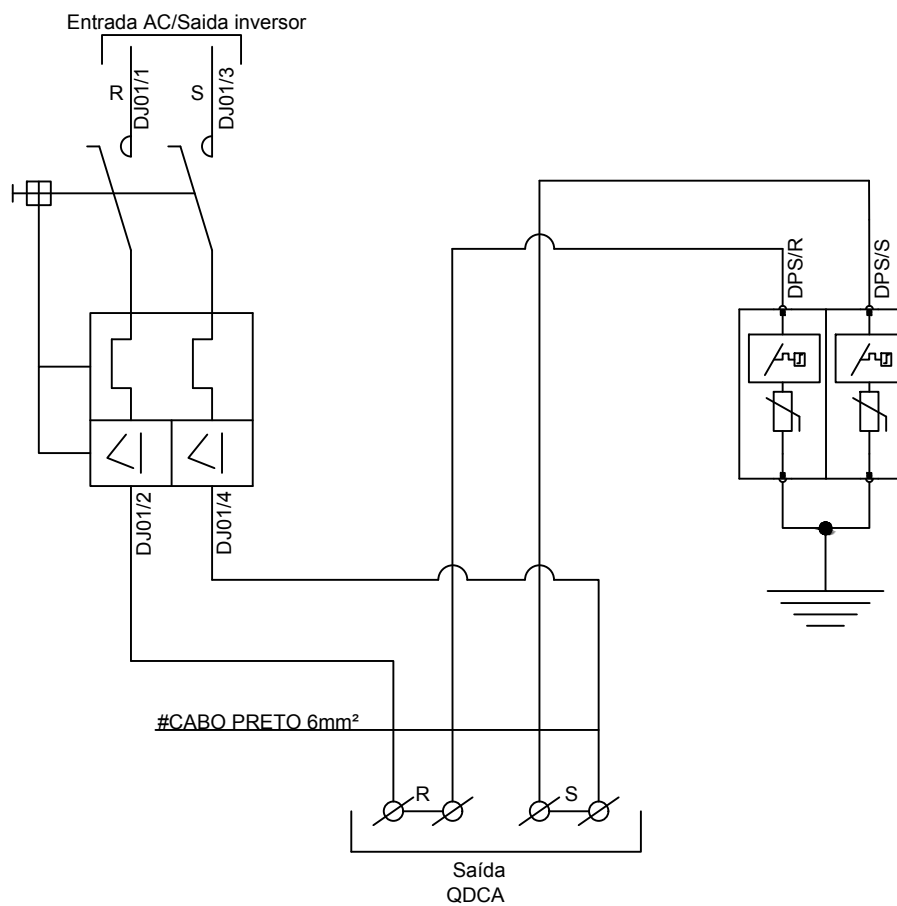 Entrada AC/Saida inversor
R
DJ01/1
S
DJ01/3
DPS/R
DPS/S
DJ01/2
DJ01/4
#CABO PRETO 6mm²
R
S
Saída
QDCA